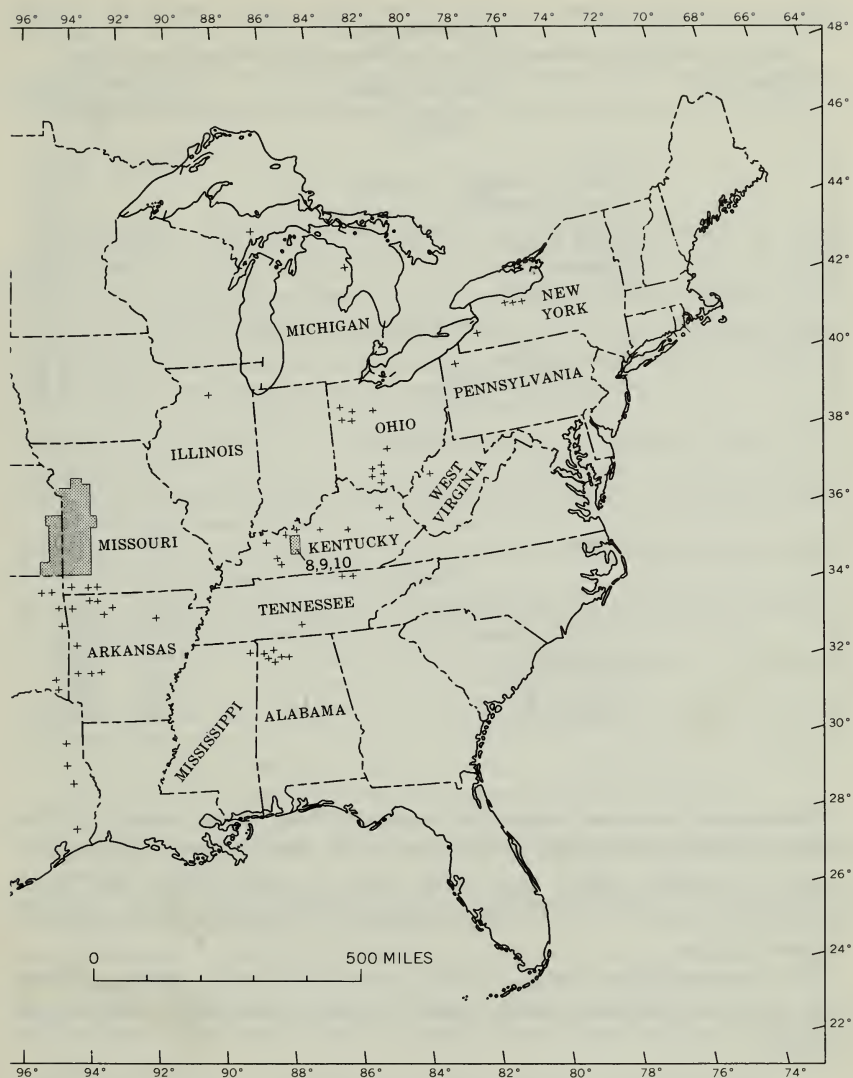 96° 94° 90° 88° 86° 84° 82° 80° 78° 76° 74° 72° 70° 68° 66° 64°
48°
46°
44°
42°
NEW
YORK
MICHIGAN
40°
PENNSYLVANIA
38°
OHIO
ILLINOIS
WEST
VIRGINIA
36°
MISSOURI
KENTUCKY
8,9,10
34°
TENNESSEE
ARKANSAS
32°
ALABAMA
MISSISSIPPI
30°
28°
26°
24°
0 500 MILES
22°
96° 94° 90° 88° 86° 84° 82° 80° 78° 76° 74°